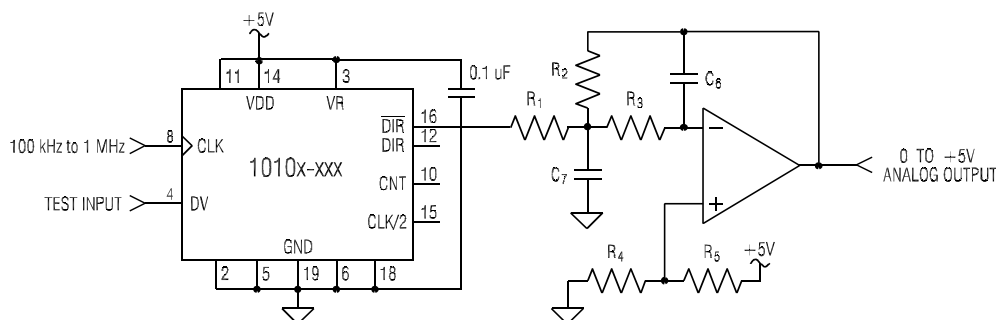 +5V
11 14 3
0.1 uF
VDD VR
R2
C6
R1 R3
DIR 16
DIR 12
100 kHz to 1 MHz 8 CLK
1010x-xxx
CNT 10
C7
−
0 TO +5V
ANALOG OUTPUT
TEST INPUT 4 DV
CLK/2 15
+
GND
R4 R5 +5V
2 5 19 6 18